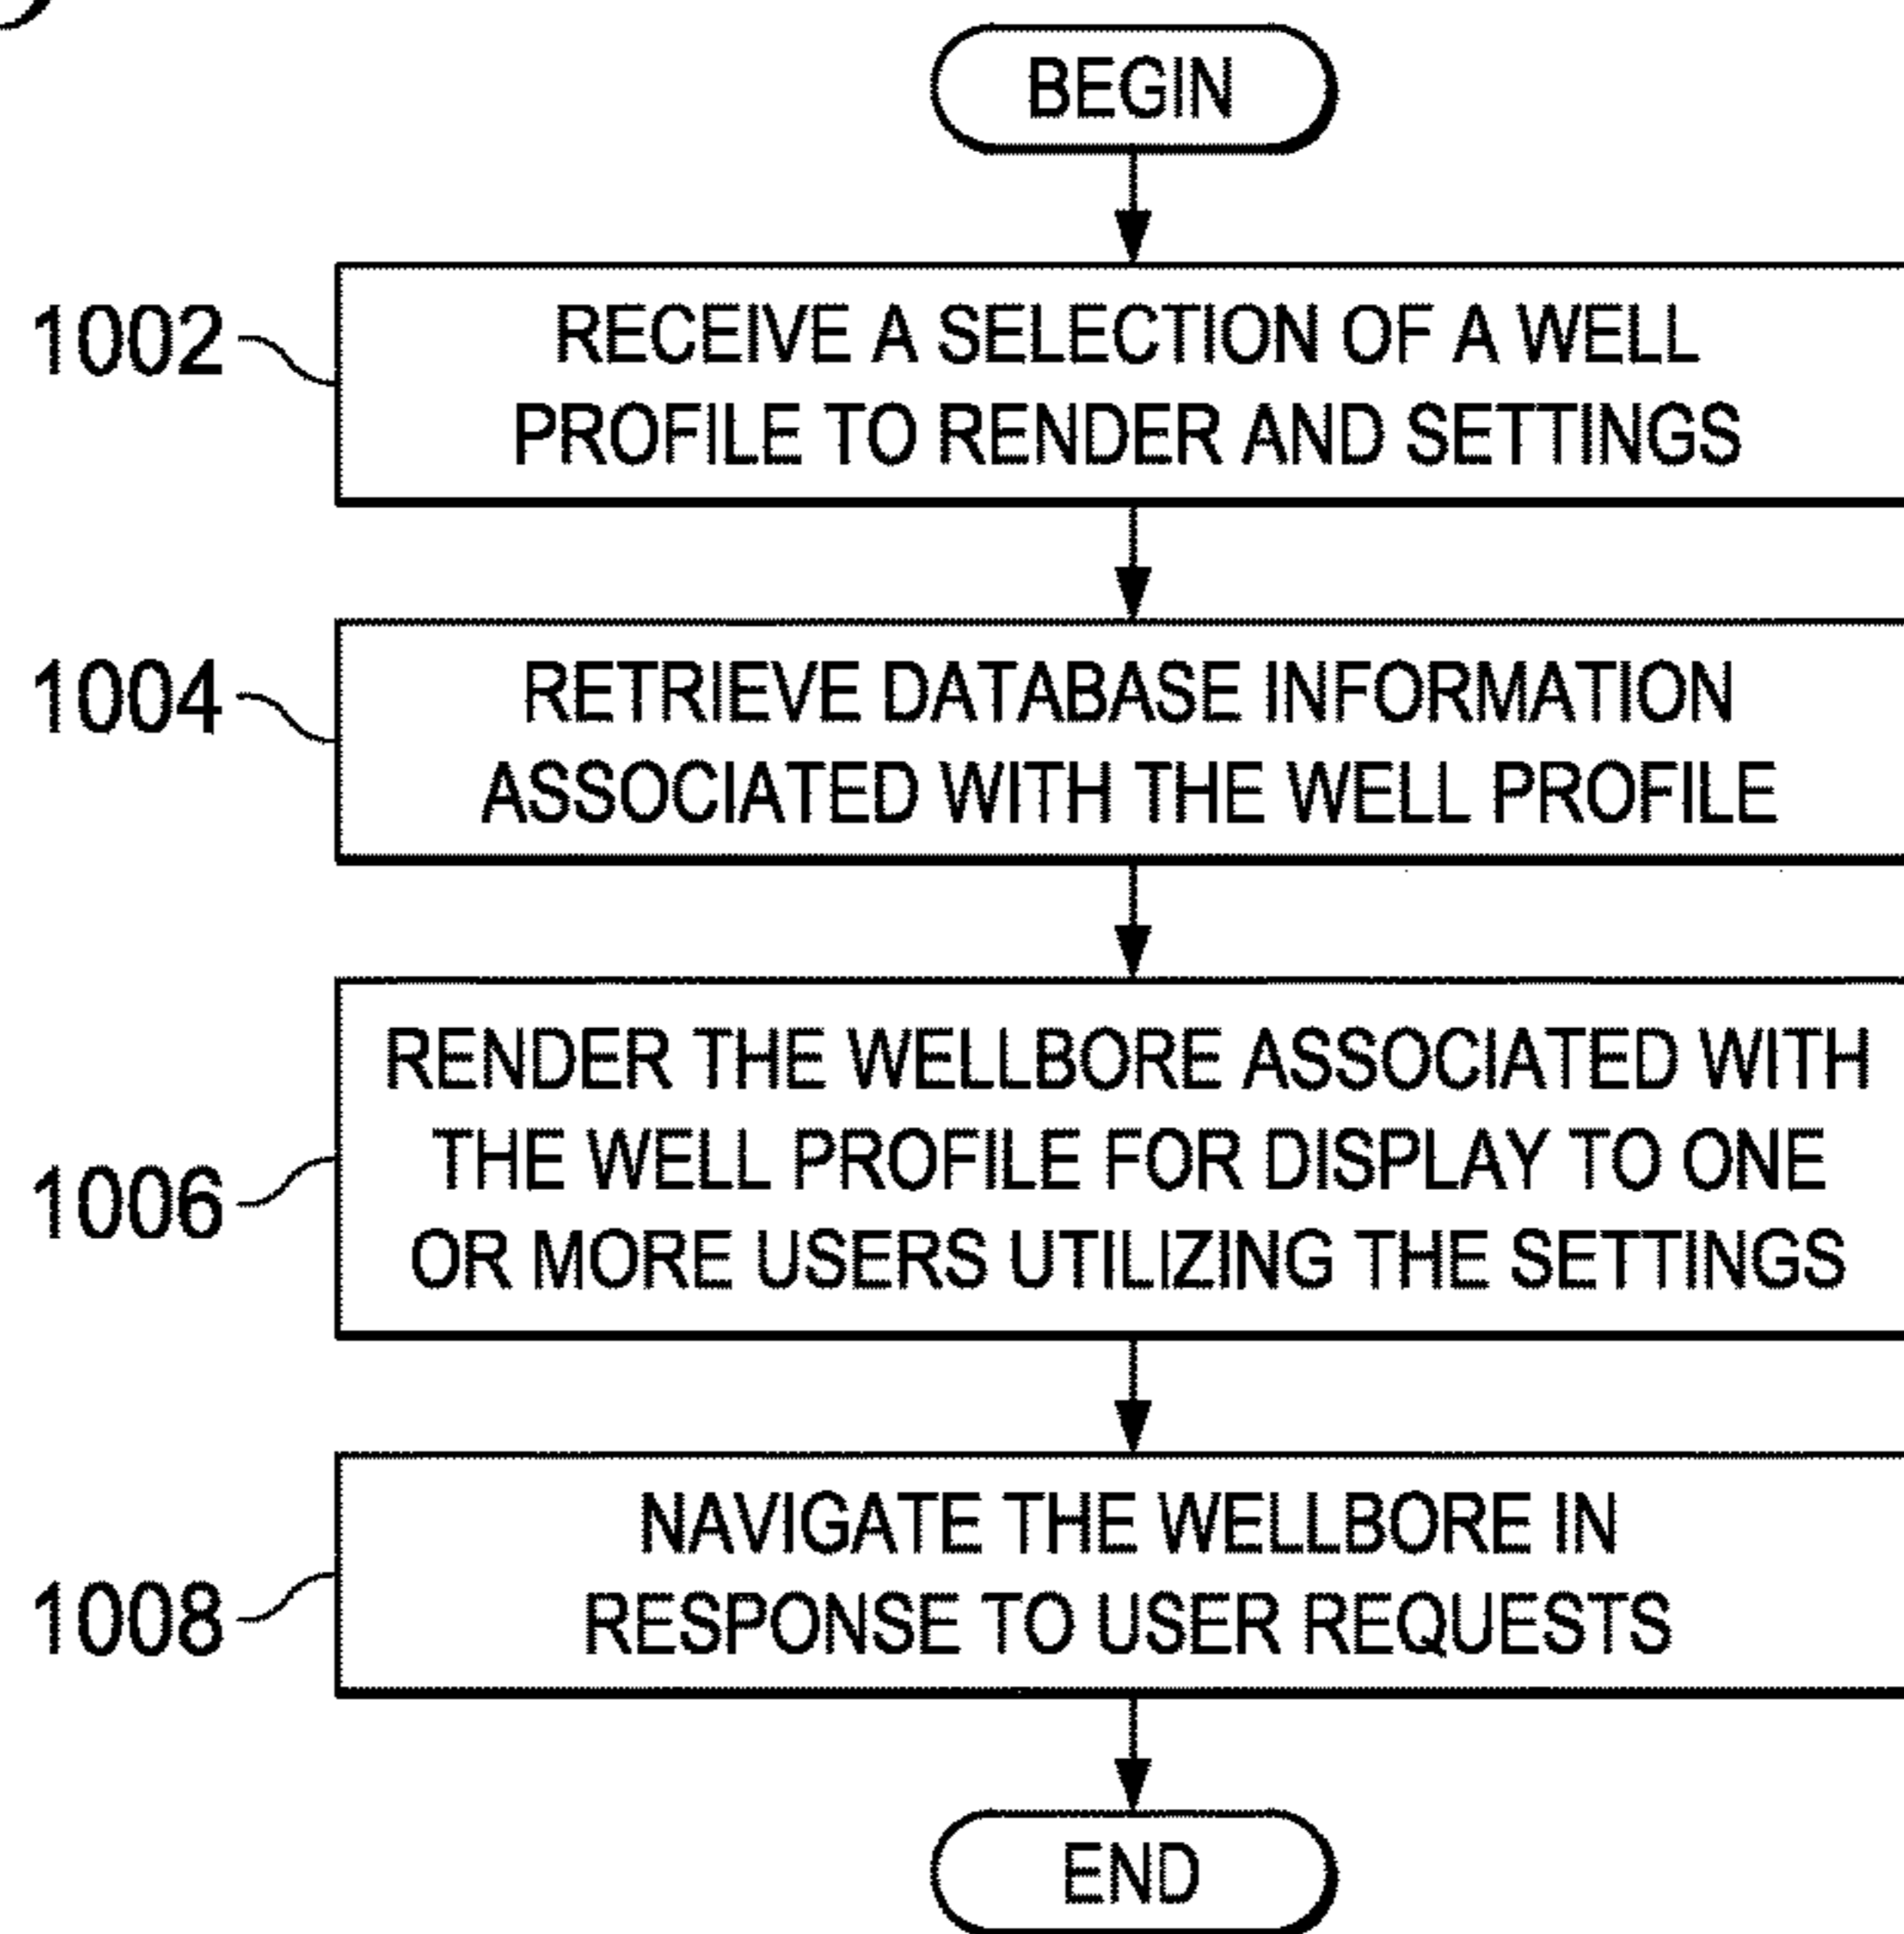 BEGIN
1002
RECEIVE A SELECTION OF A WELL
PROFILE TO RENDER AND SETTINGS
1004
RETRIEVE DATABASE INFORMATION
ASSOCIATED WITH THE WELL PROFILE
1006
RENDER THE WELLBORE ASSOCIATED WITH
THE WELL PROFILE FOR DISPLAY TO ONE
OR MORE USERS UTILIZING THE SETTINGS
1008
NAVIGATE THE WELLBORE IN
RESPONSE TO USER REQUESTS
END